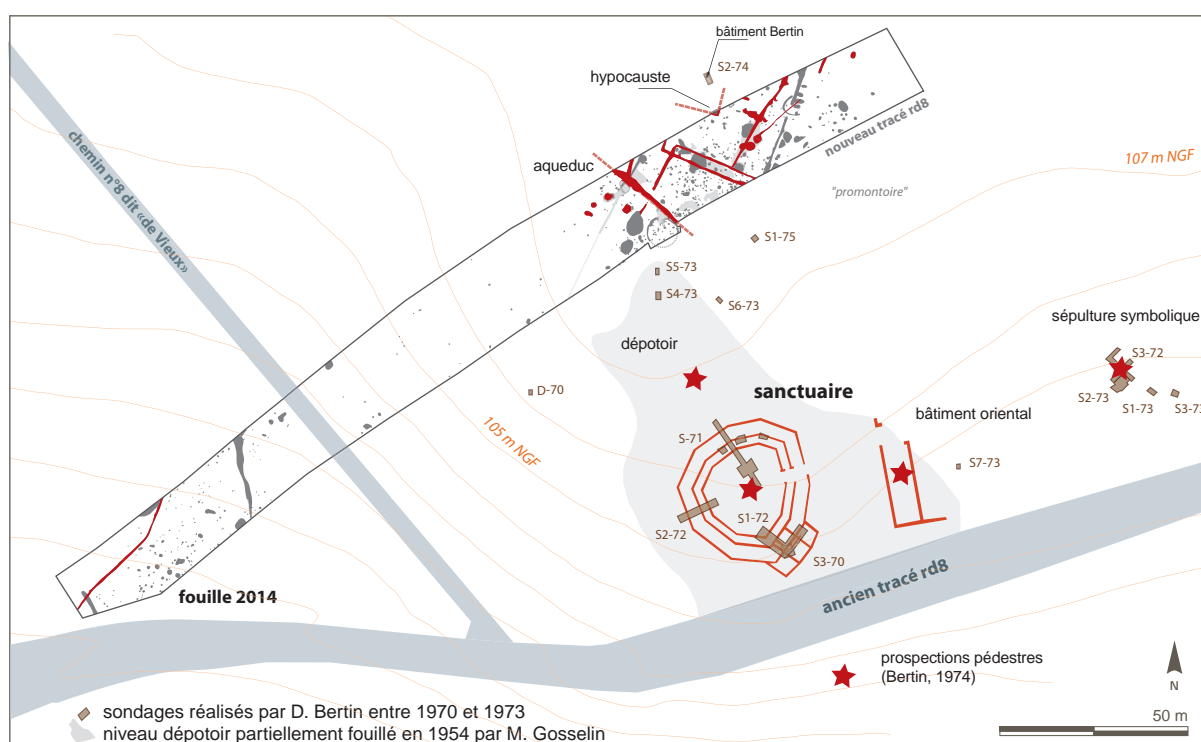 bâtiment Bertin
S2-74
hypocauste
nouveau tracé rd8
chemin n°8 dit «de Vieux»
aqueduc
107 m NGF
"promontoire"
S1-75
S5-73
S4-73
S6-73
sépulture symbolique
dépotoir
S3-72
D-70
sanctuaire
S2-73
S1-73
S3-73
105 m NGF
bâtiment oriental
S-71
S7-73
S1-72
S2-72
S3-70
fouille 2014
ancien tracé rd8
prospections pédestres
(Bertin, 1974)
N
sondages réalisés par D. Bertin entre 1970 et 1973
niveau dépotoir partiellement fouillé en 1954 par M. Gosselin
50 m